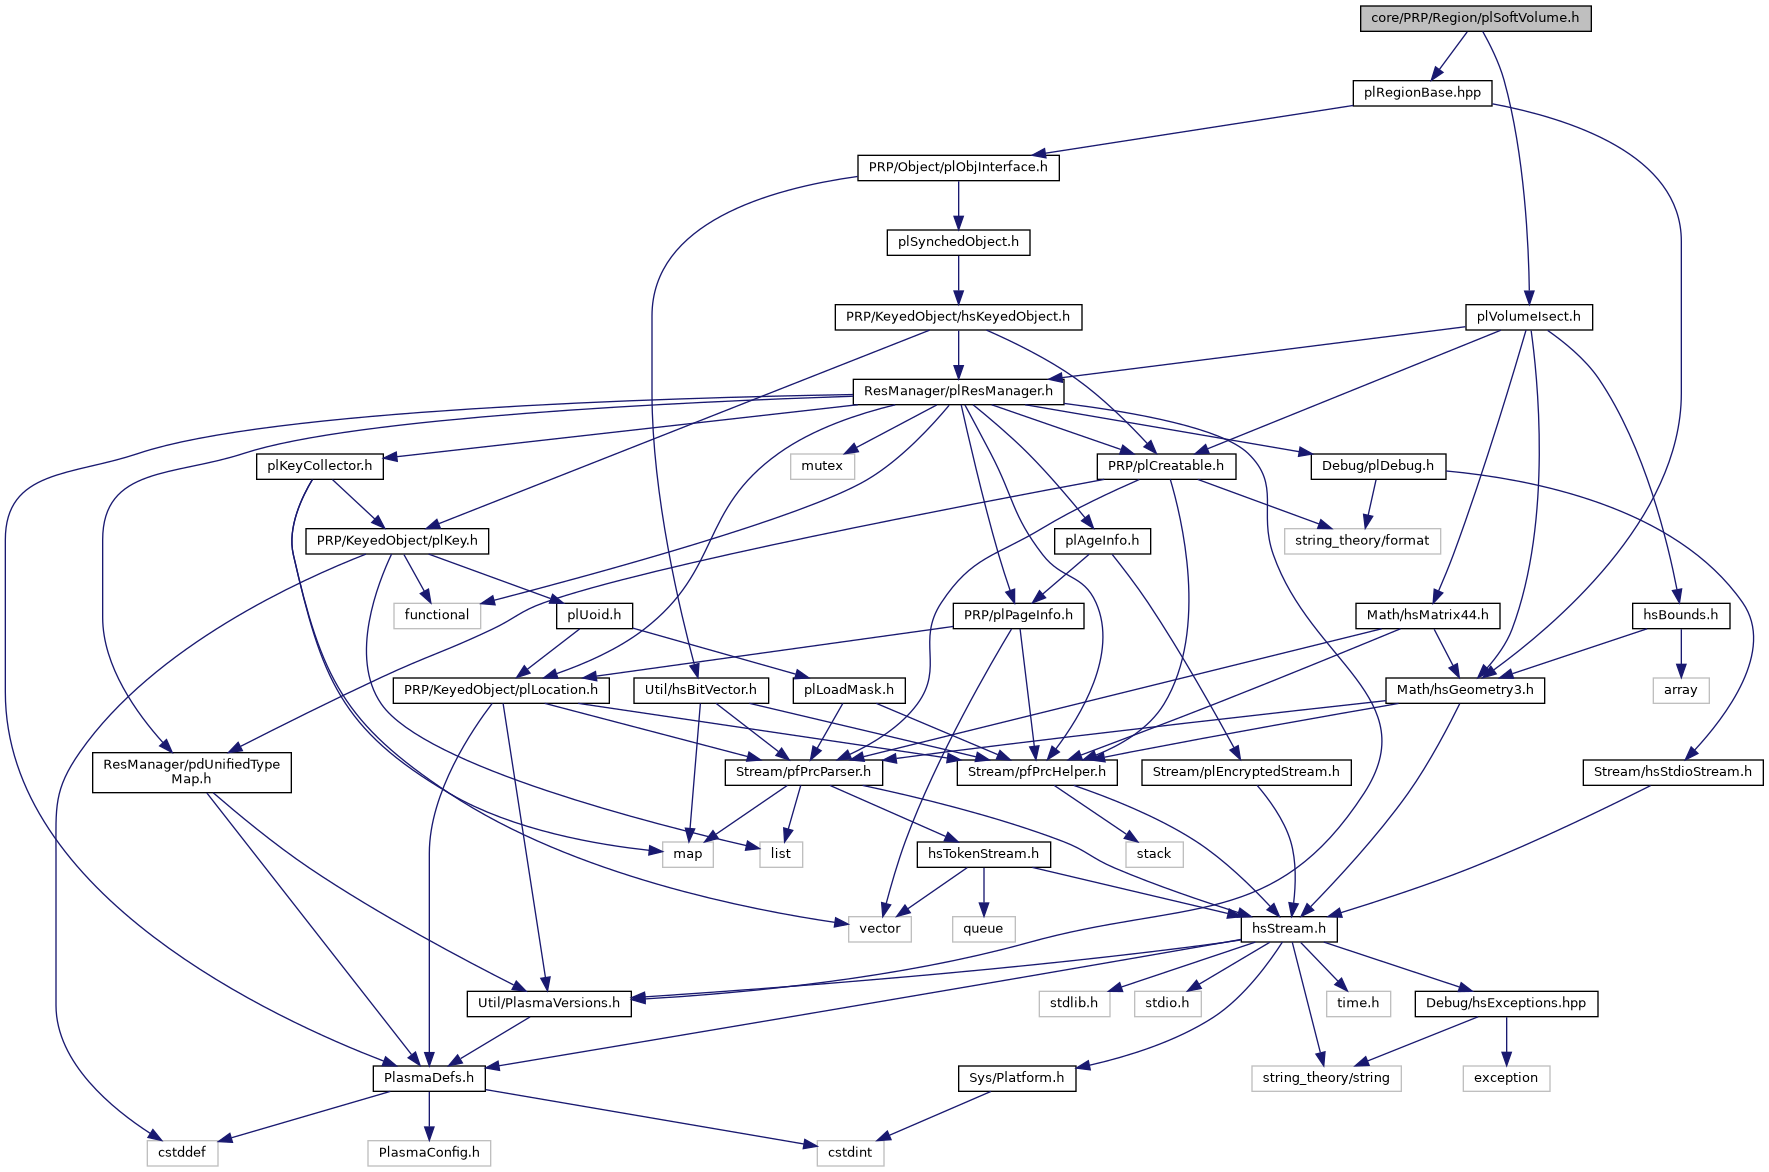 core/PRP/Region/plSoftVolume.h
plRegionBase.hpp
PRP/Object/plObjInterface.h
plSynchedObject.h
PRP/KeyedObject/hsKeyedObject.h
plVolumeIsect.h
ResManager/plResManager.h
plKeyCollector.h
mutex
PRP/plCreatable.h
Debug/plDebug.h
PRP/KeyedObject/plKey.h
plAgeInfo.h
string_theory/format
functional
plUoid.h
PRP/plPageInfo.h
Math/hsMatrix44.h
hsBounds.h
PRP/KeyedObject/plLocation.h
Util/hsBitVector.h
plLoadMask.h
Math/hsGeometry3.h
array
ResManager/pdUnifiedType
Map.h
Stream/pfPrcParser.h
Stream/pfPrcHelper.h
Stream/plEncryptedStream.h
Stream/hsStdioStream.h
map
list
hsTokenStream.h
stack
vector
queue
hsStream.h
Util/PlasmaVersions.h
stdlib.h
stdio.h
time.h
Debug/hsExceptions.hpp
PlasmaDefs.h
Sys/Platform.h
string_theory/string
exception
cstddef
PlasmaConfig.h
cstdint